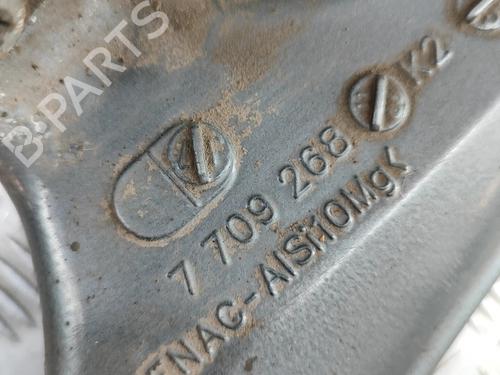 B-PARTS
7 709 268 K2
ENAC-AlSi10MgK